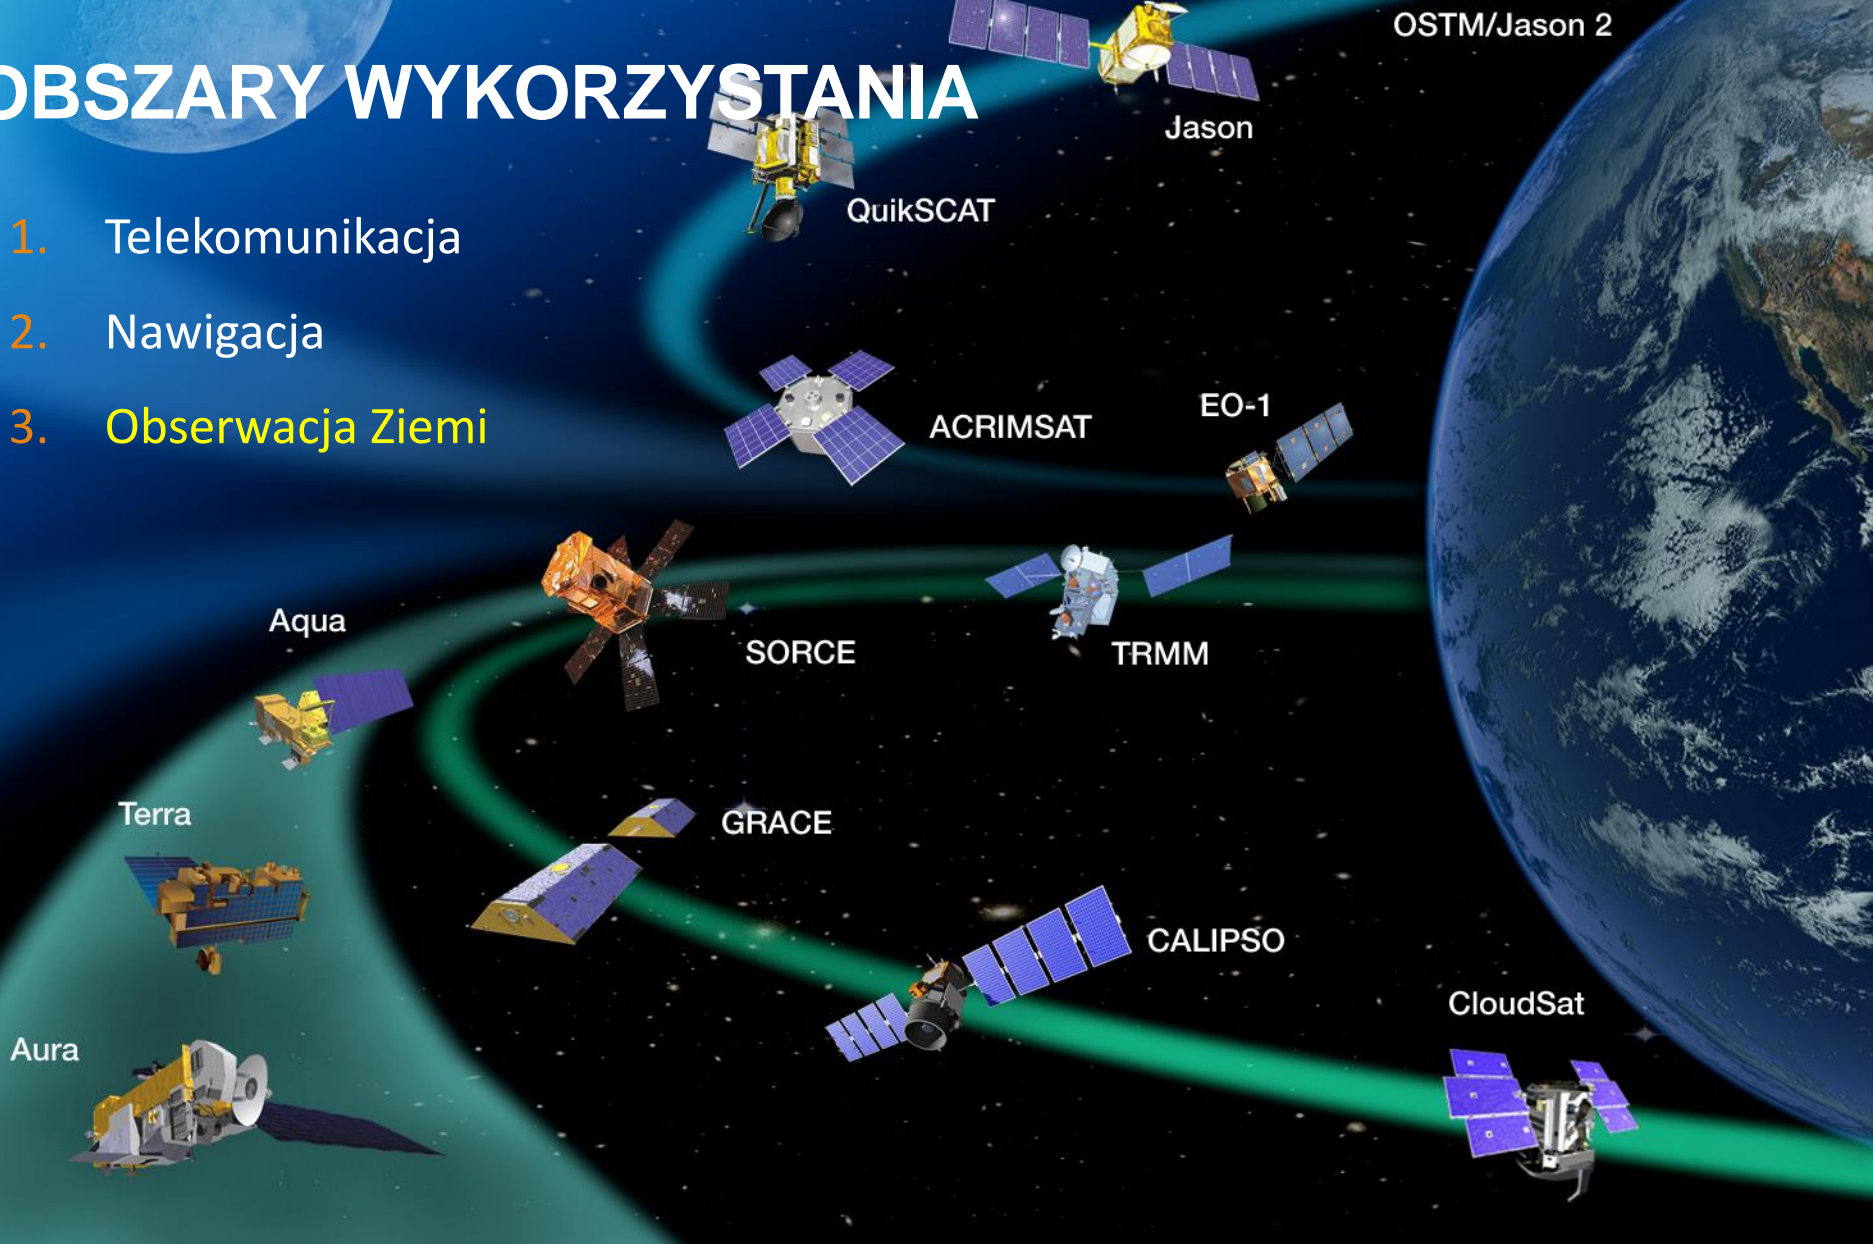 OSTM/Jason 2
OBSZARY WYKORZYSTANIA
Jason
QuikSCAT
1. Telekomunikacja
2. Nawigacja
3. Obserwacja Ziemi
ACRIMSAT
EO-1
Aqua
SORCE
TRMM
Terra
GRACE
CALIPSO
CloudSat
Aura